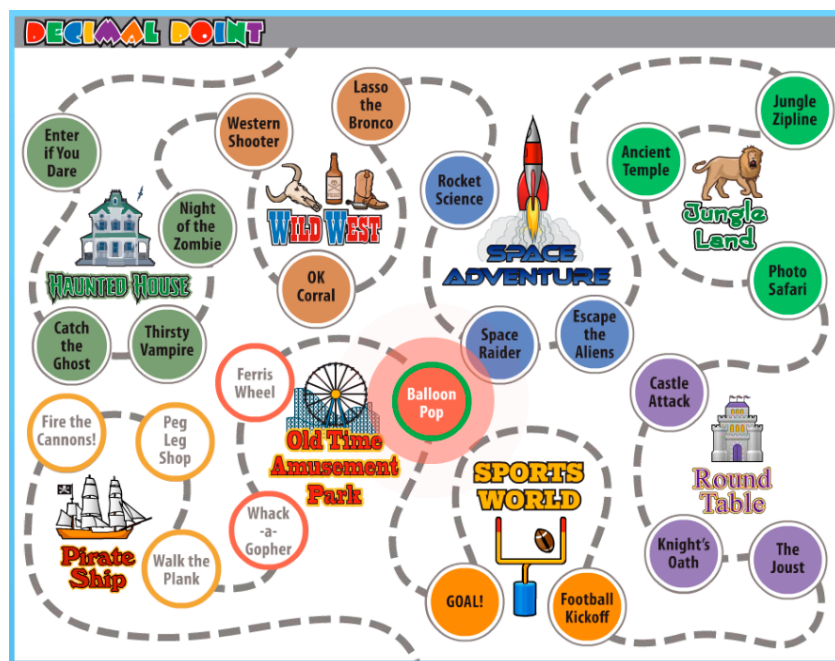 DECIMAL POINT
Enter
if You
Dare
Night
of the
Zombie
HAUNTED HOUSE
Catch
the
Ghost
Thirsty
Vampire
Western
Shooter
Lasso
the
Bronco
WILD WEST
OK
Corral
Rocket
Science
SPACE
ADVENTURE
Space
Raider
Escape
the
Aliens
Jungle
Zipline
Ancient
Temple
Jungle
Land
Photo
Safari
Castle
Attack
Round
Table
Knight's
Oath
The
Joust
SPORTS
WORLD
Football
Kickoff
GOAL!
Balloon
Pop
Ferris
Wheel
Old Time
Amusement
Park
Whack
-a-
Gopher
Walk the
Plank
Peg
Leg
Shop
Fire the
Cannons!
Pirate
Ship